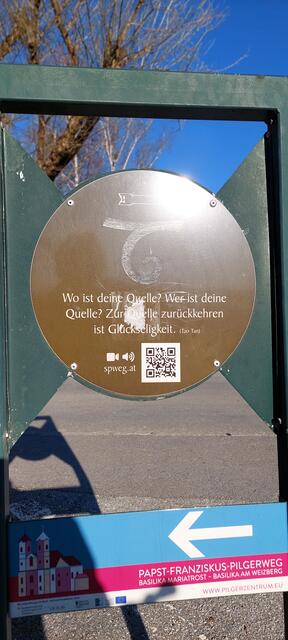 Wo ist deine Quelle? Wer ist deine
Quelle? Zur Quelle zurückkehren
ist Glückseligkeit. (Tao Tan)
spweg.at
PAPST-FRANZISKUS-PILGERWEG
BASILIKA MARIATROST - BASILIKA AM WEIZBERG
WWW.PILGERZENTRUM.EU